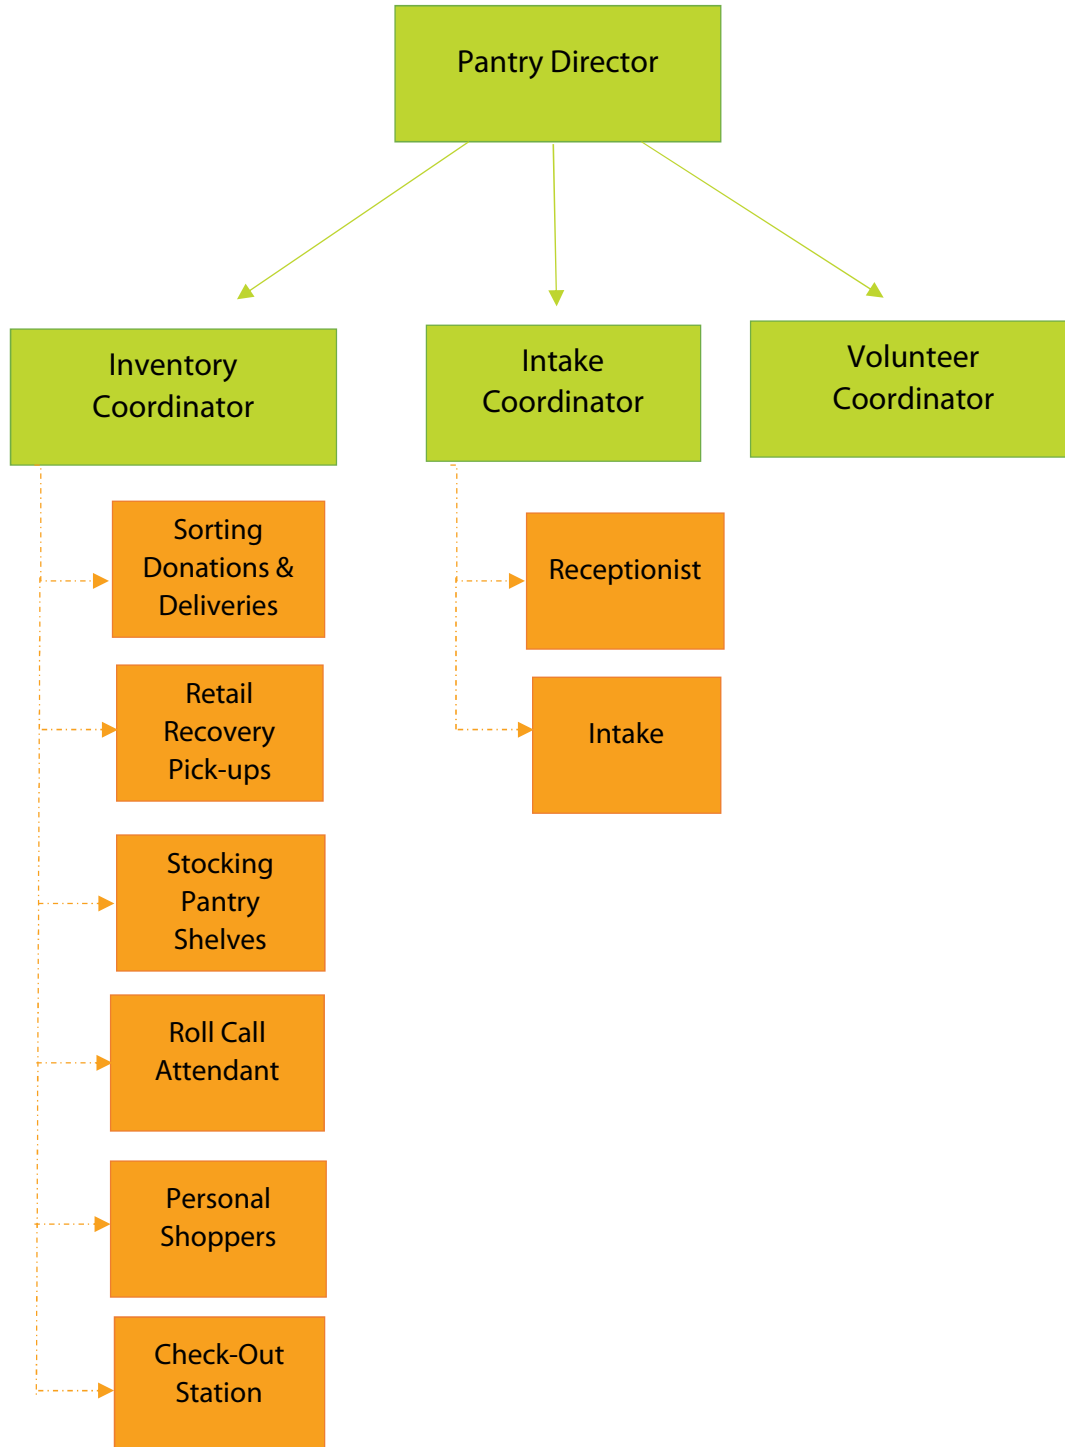 Pantry Director
Inventory
Coordinator
Intake
Coordinator
Volunteer
Coordinator
Sorting
Donations &
Deliveries
Retail
Recovery
Pick-ups
Stocking
Pantry
Shelves
Roll Call
Attendant
Personal
Shoppers
Check-Out
Station
Receptionist
Intake